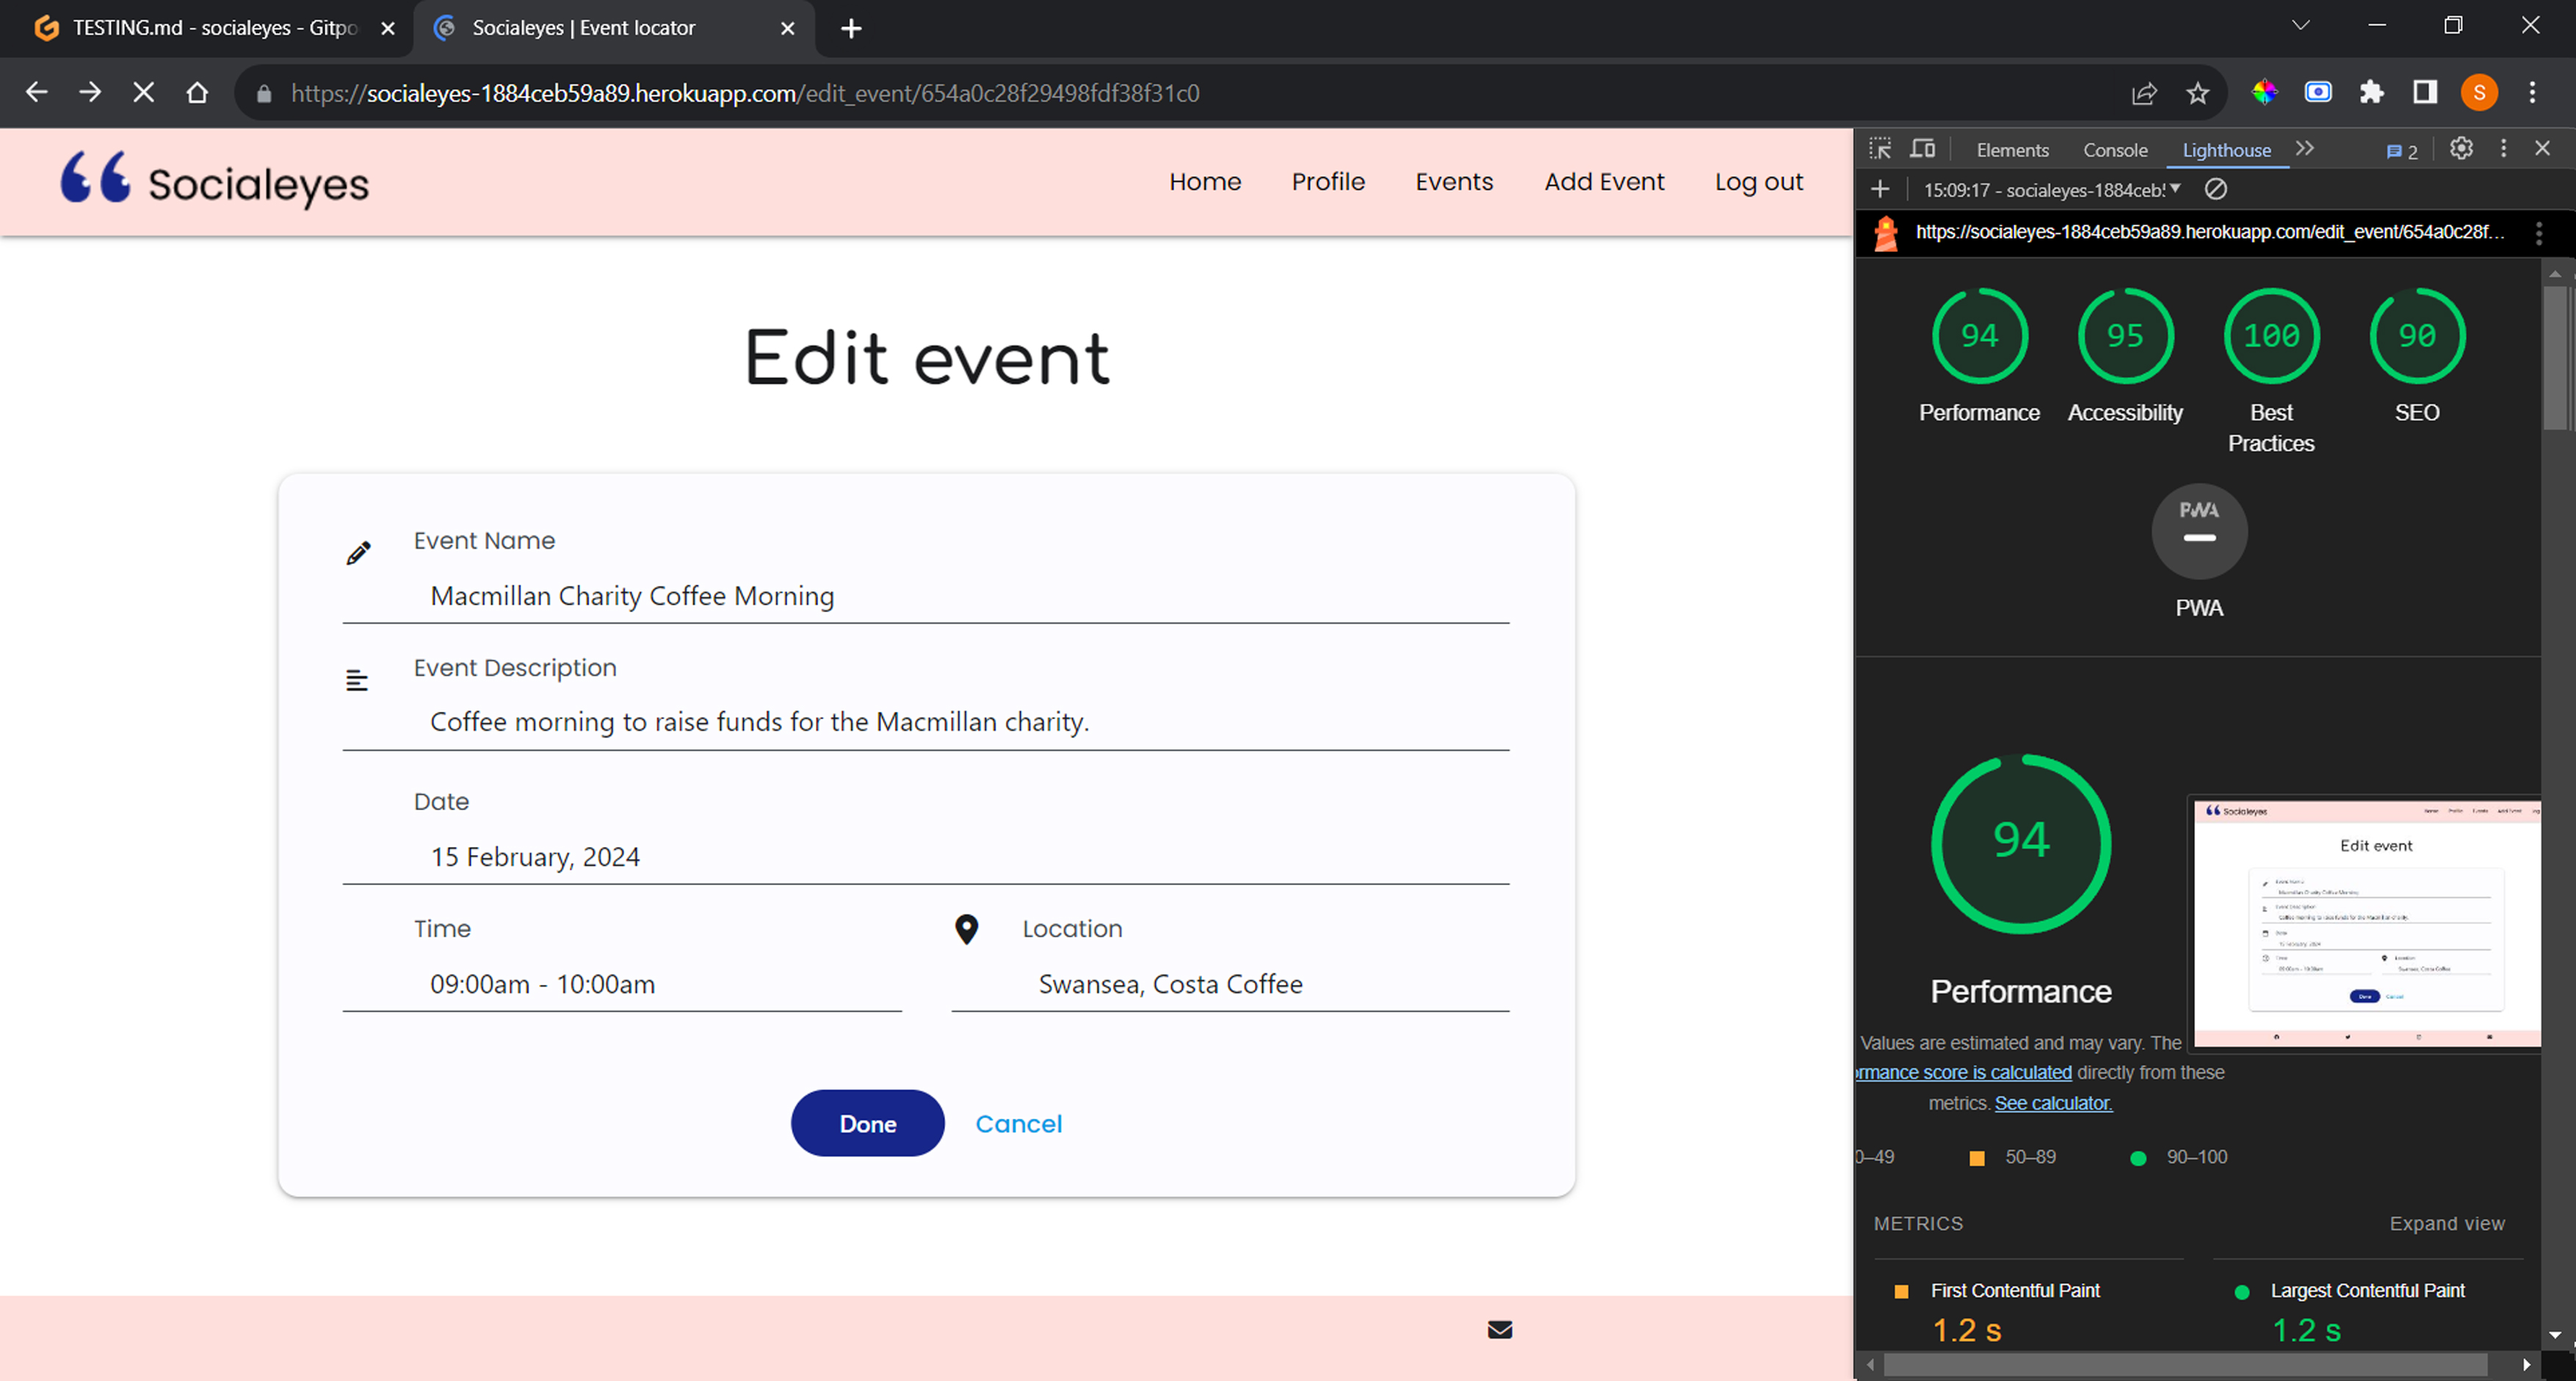 TESTING.md - socialeyes - Gitpo
Socialeyes | Event locator
https://socialeyes-1884ceb59a89.herokuapp.com/edit_event/654a0c28f29498fdf38f31c0
S
Socialeyes
Home Profile Events Add Event Log out
Edit event
Event Name
Macmillan Charity Coffee Morning
Event Description
Coffee morning to raise funds for the Macmillan charity.
Date
15 February, 2024
Time Location
09:00am - 10:00am Swansea, Costa Coffee
Done Cancel
Elements Console Lighthouse 2
15:09:17 - socialeyes-1884ceb!
https://socialeyes-1884ceb59a89.herokuapp.com/edit_event/654a0c28f...
94 95 100 90
Performance Accessibility Best Practices SEO
PWA
PWA
94
Performance
Values are estimated and may vary. The
ormance score is calculated directly from these
metrics. See calculator.
0–49 50–89 90–100
METRICS Expand view
First Contentful Paint Largest Contentful Paint
1.2 s 1.2 s
Socialeyes
Edit event